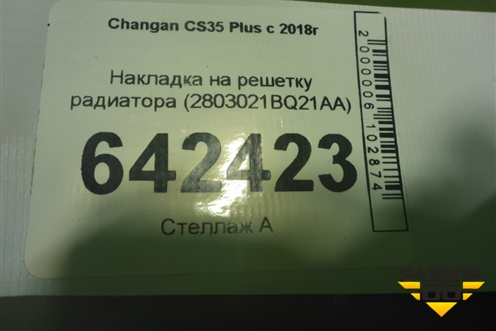 Changan CS35 Plus с 2018г
Накладка на решетку
радиатора (2803021BQ21AA)
642423
Стеллаж А
2000006102874